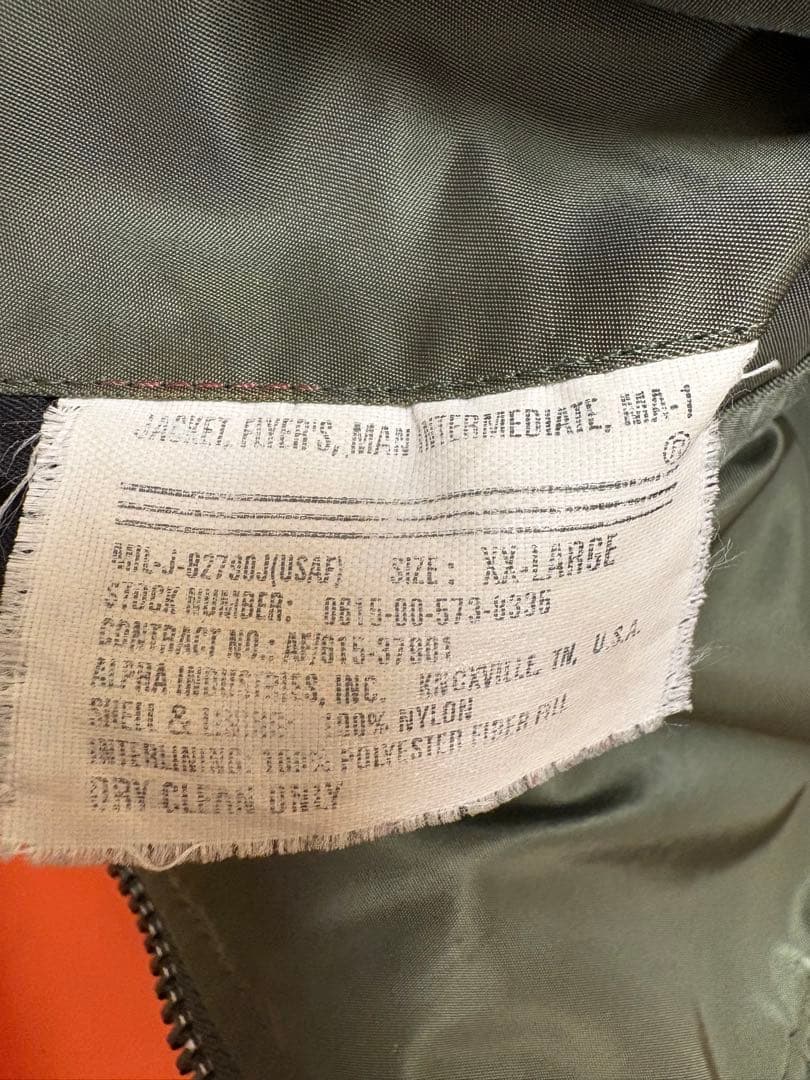 JACKET, FLYER'S, MAN INTERMEDIATE, MA-1
®
MIL-J-82790J(USAF) SIZE: XX-LARGE
STOCK NUMBER: 0615-00-573-8336
CONTRACT NO.: AF/615-37901
ALPHA INDUSTRIES, INC. KNOXVILLE, TN, U.S.A.
SHELL & 100% NYLON
INTERLINING: 100% POLYESTER FIBER FILL
DRY CLEAN ONLY